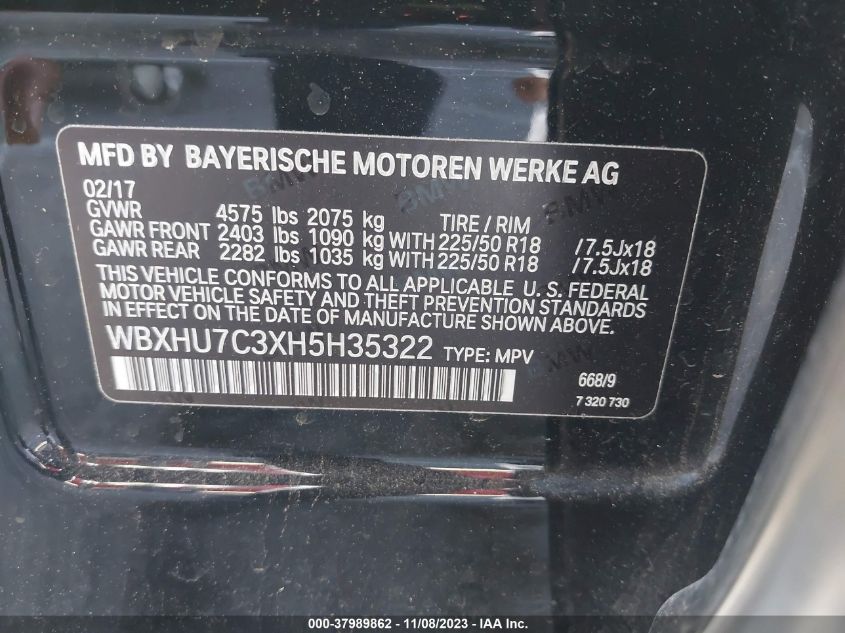 MFD BY BAYERISCHE MOTOREN WERKE AG
02/17
GVWR 4575 lbs 2075 kg TIRE / RIM
GAWR FRONT 2403 lbs 1090 kg WITH 225/50 R18 /7.5Jx18
GAWR REAR 2282 lbs 1035 kg WITH 225/50 R18 /7.5Jx18
THIS VEHICLE CONFORMS TO ALL APPLICABLE U. S. FEDERAL
MOTOR VEHICLE SAFETY AND THEFT PREVENTION STANDARDS
IN EFFECT ON THE DATE OF MANUFACTURE SHOWN ABOVE.
WBXHU7C3XH5H35322 TYPE: MPV
668/9
7 320 730
BMW
BMW
BMW
BMW
000-37989862 - 11/08/2023 - IAA Inc.